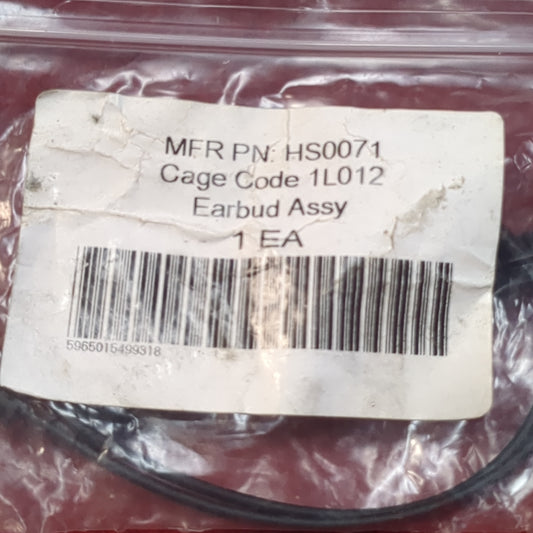 MFR PN: HS0071
Cage Code 1L012
Earbud Assy
1 EA
5965015499318